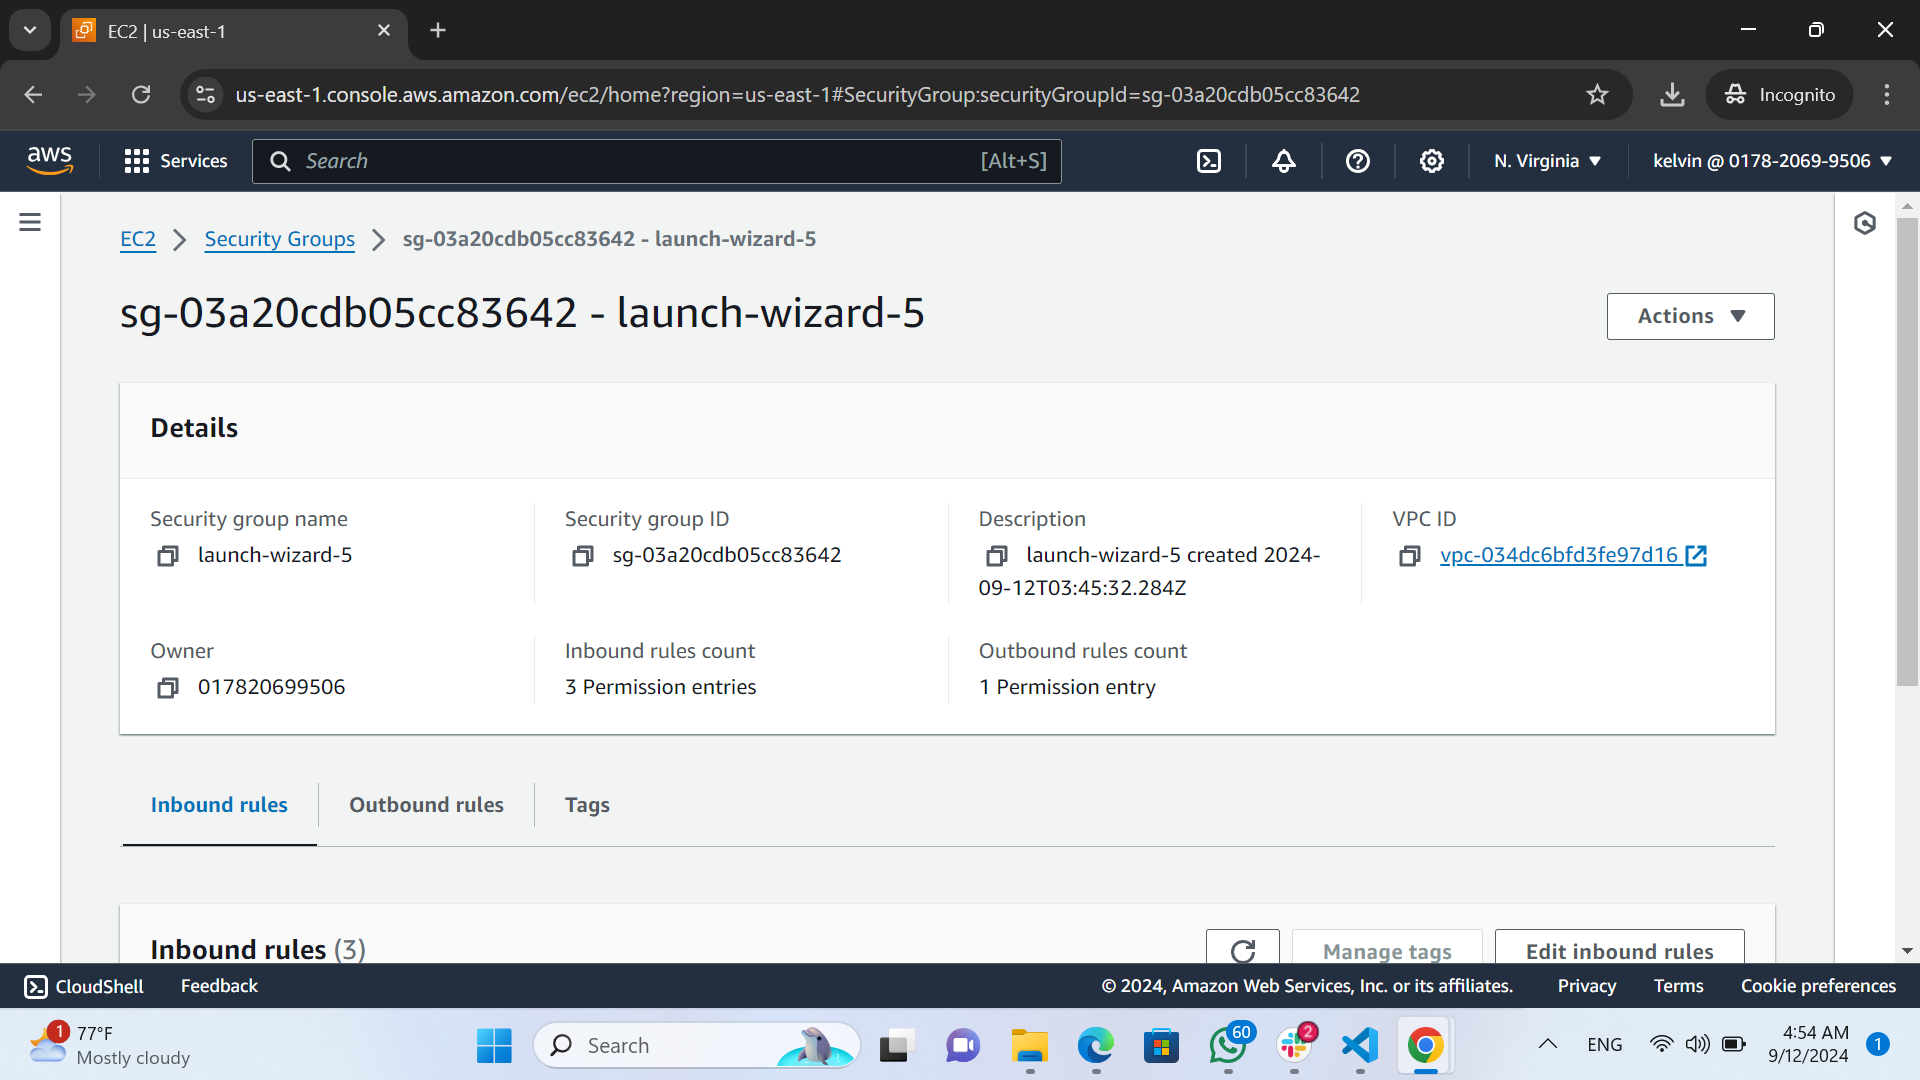 EC2 | us-east-1
us-east-1.console.aws.amazon.com/ec2/home?region=us-east-1#SecurityGroup:securityGroupId=sg-03a20cdb05cc83642
Incognito
aws
Services
Search
[Alt+S]
N. Virginia
kelvin @ 0178-2069-9506
EC2
Security Groups
sg-03a20cdb05cc83642 - launch-wizard-5
sg-03a20cdb05cc83642 - launch-wizard-5
Actions
Details
Security group name
launch-wizard-5
Security group ID
sg-03a20cdb05cc83642
Description
launch-wizard-5 created 2024-
09-12T03:45:32.284Z
VPC ID
vpc-034dc6bfd3fe97d16
Owner
017820699506
Inbound rules count
3 Permission entries
Outbound rules count
1 Permission entry
Inbound rules
Outbound rules
Tags
Inbound rules (3)
Manage tags
Edit inbound rules
CloudShell
Feedback
© 2024, Amazon Web Services, Inc. or its affiliates.
Privacy
Terms
Cookie preferences
1
77°F
Mostly cloudy
Search
60
2
ENG
4:54 AM
9/12/2024
1